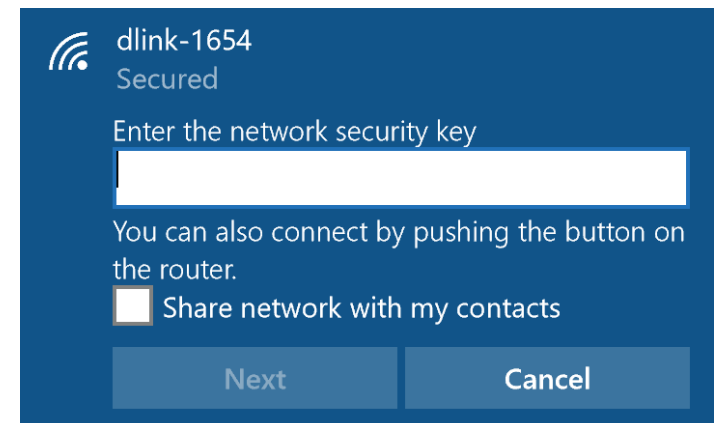 dlink-1654
Secured
Enter the network security key
You can also connect by pushing the button on
the router.
Share network with my contacts
Next
Cancel